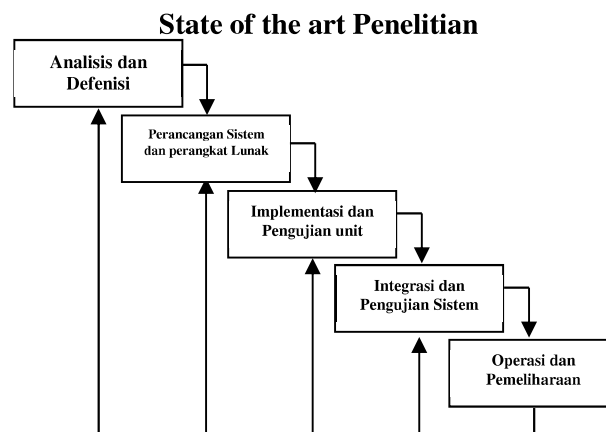 State of the art Penelitian
Analisis dan
Defenisi
Perancangan Sistem
dan perangkat Lunak
Implementasi dan
Pengujian unit
Integrasi dan
Pengujian Sistem
Operasi dan
Pemeliharaan